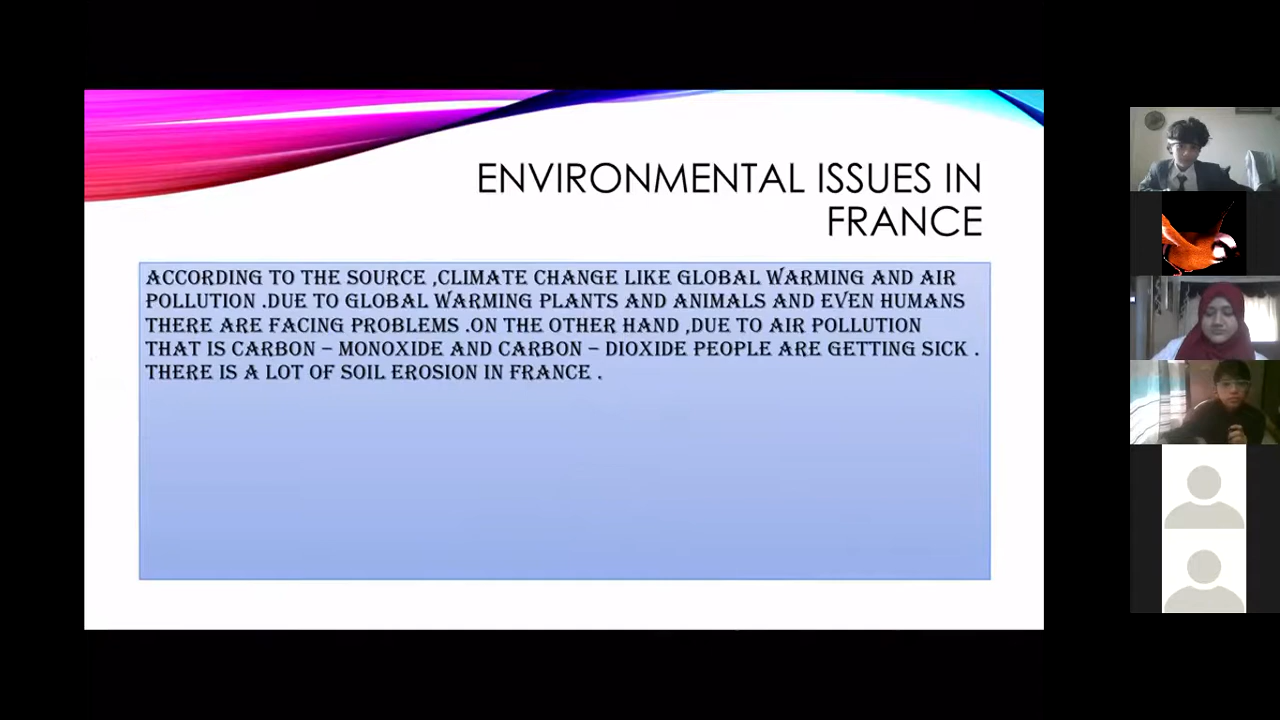 ENVIRONMENTAL ISSUES IN
FRANCE
ACCORDING TO THE SOURCE ,CLIMATE CHANGE LIKE GLOBAL WARMING AND AIR
POLLUTION .DUE TO GLOBAL WARMING PLANTS AND ANIMALS AND EVEN HUMANS
THERE ARE FACING PROBLEMS .ON THE OTHER HAND ,DUE TO AIR POLLUTION
THAT IS CARBON – MONOXIDE AND CARBON – DIOXIDE PEOPLE ARE GETTING SICK .
THERE IS A LOT OF SOIL EROSION IN FRANCE .